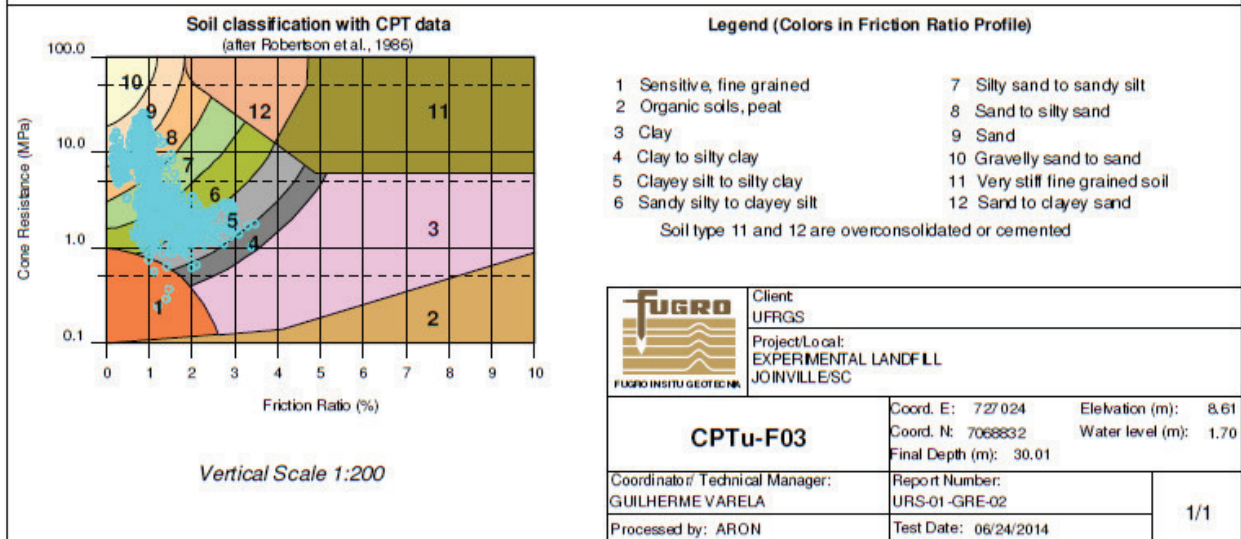 Soil classification with CPT data
(after Robertson et al., 1986)
100.0
10.0
1.0
0.1
Cone Resistance (MPa)
10
9
8
7
6
5
4
12
11
3
1
2
0 1 2 3 4 5 6 7 8 9 10
Friction Ratio (%)
Vertical Scale 1:200
Legend (Colors in Friction Ratio Profile)
1 Sensitive, fine grained
2 Organic soils, peat
3 Clay
4 Clay to silty clay
5 Clayey silt to silty clay
6 Sandy silty to clayey silt
7 Silty sand to sandy silt
8 Sand to silty sand
9 Sand
10 Gravelly sand to sand
11 Very stiff fine grained soil
12 Sand to clayey sand
Soil type 11 and 12 are overconsolidated or cemented
FUGRO
FUGRO INSITU GEOTECNIA
Client:
UFRGS
Project/Local:
EXPERIMENTAL LANDFILL
JOINVILLE/SC
CPTu-F03
Coord. E: 727024 Elelvation (m): 8.61
Coord. N: 7068832 Water level (m): 1.70
Final Depth (m): 30.01
Coordinator/ Technical Manager:
GUILHERME VARELA
Report Number:
URS-01-GRE-02
Processed by: ARON
Test Date: 06/24/2014
1/1